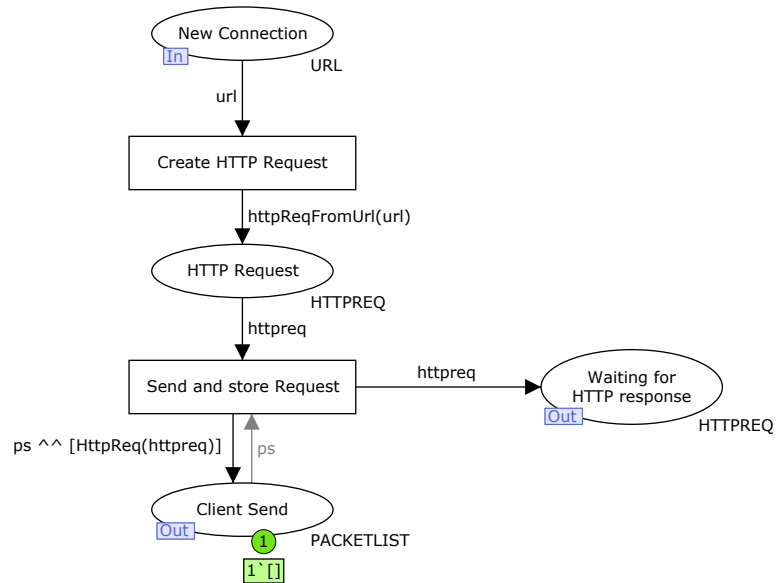 New Connection
In
URL
url
Create HTTP Request
httpReqFromUrl(url)
HTTP Request
HTTPREQ
httpreq
Send and store Request
httpreq
Waiting for
HTTP response
Out
HTTPREQ
ps ^^ [HttpReq(httpreq)]
ps
Client Send
Out
1
PACKETLIST
1`[]